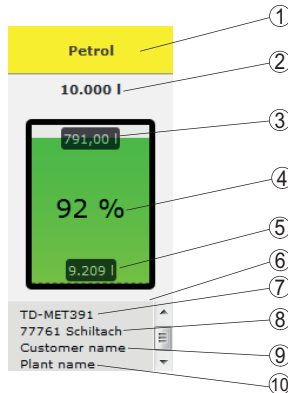 Petrol
1
10.000 l
2
791,00 l
3
92 %
4
9.209 l
5
6
TD-MET391
7
77761 Schiltach
8
Customer name
9
Plant name
10